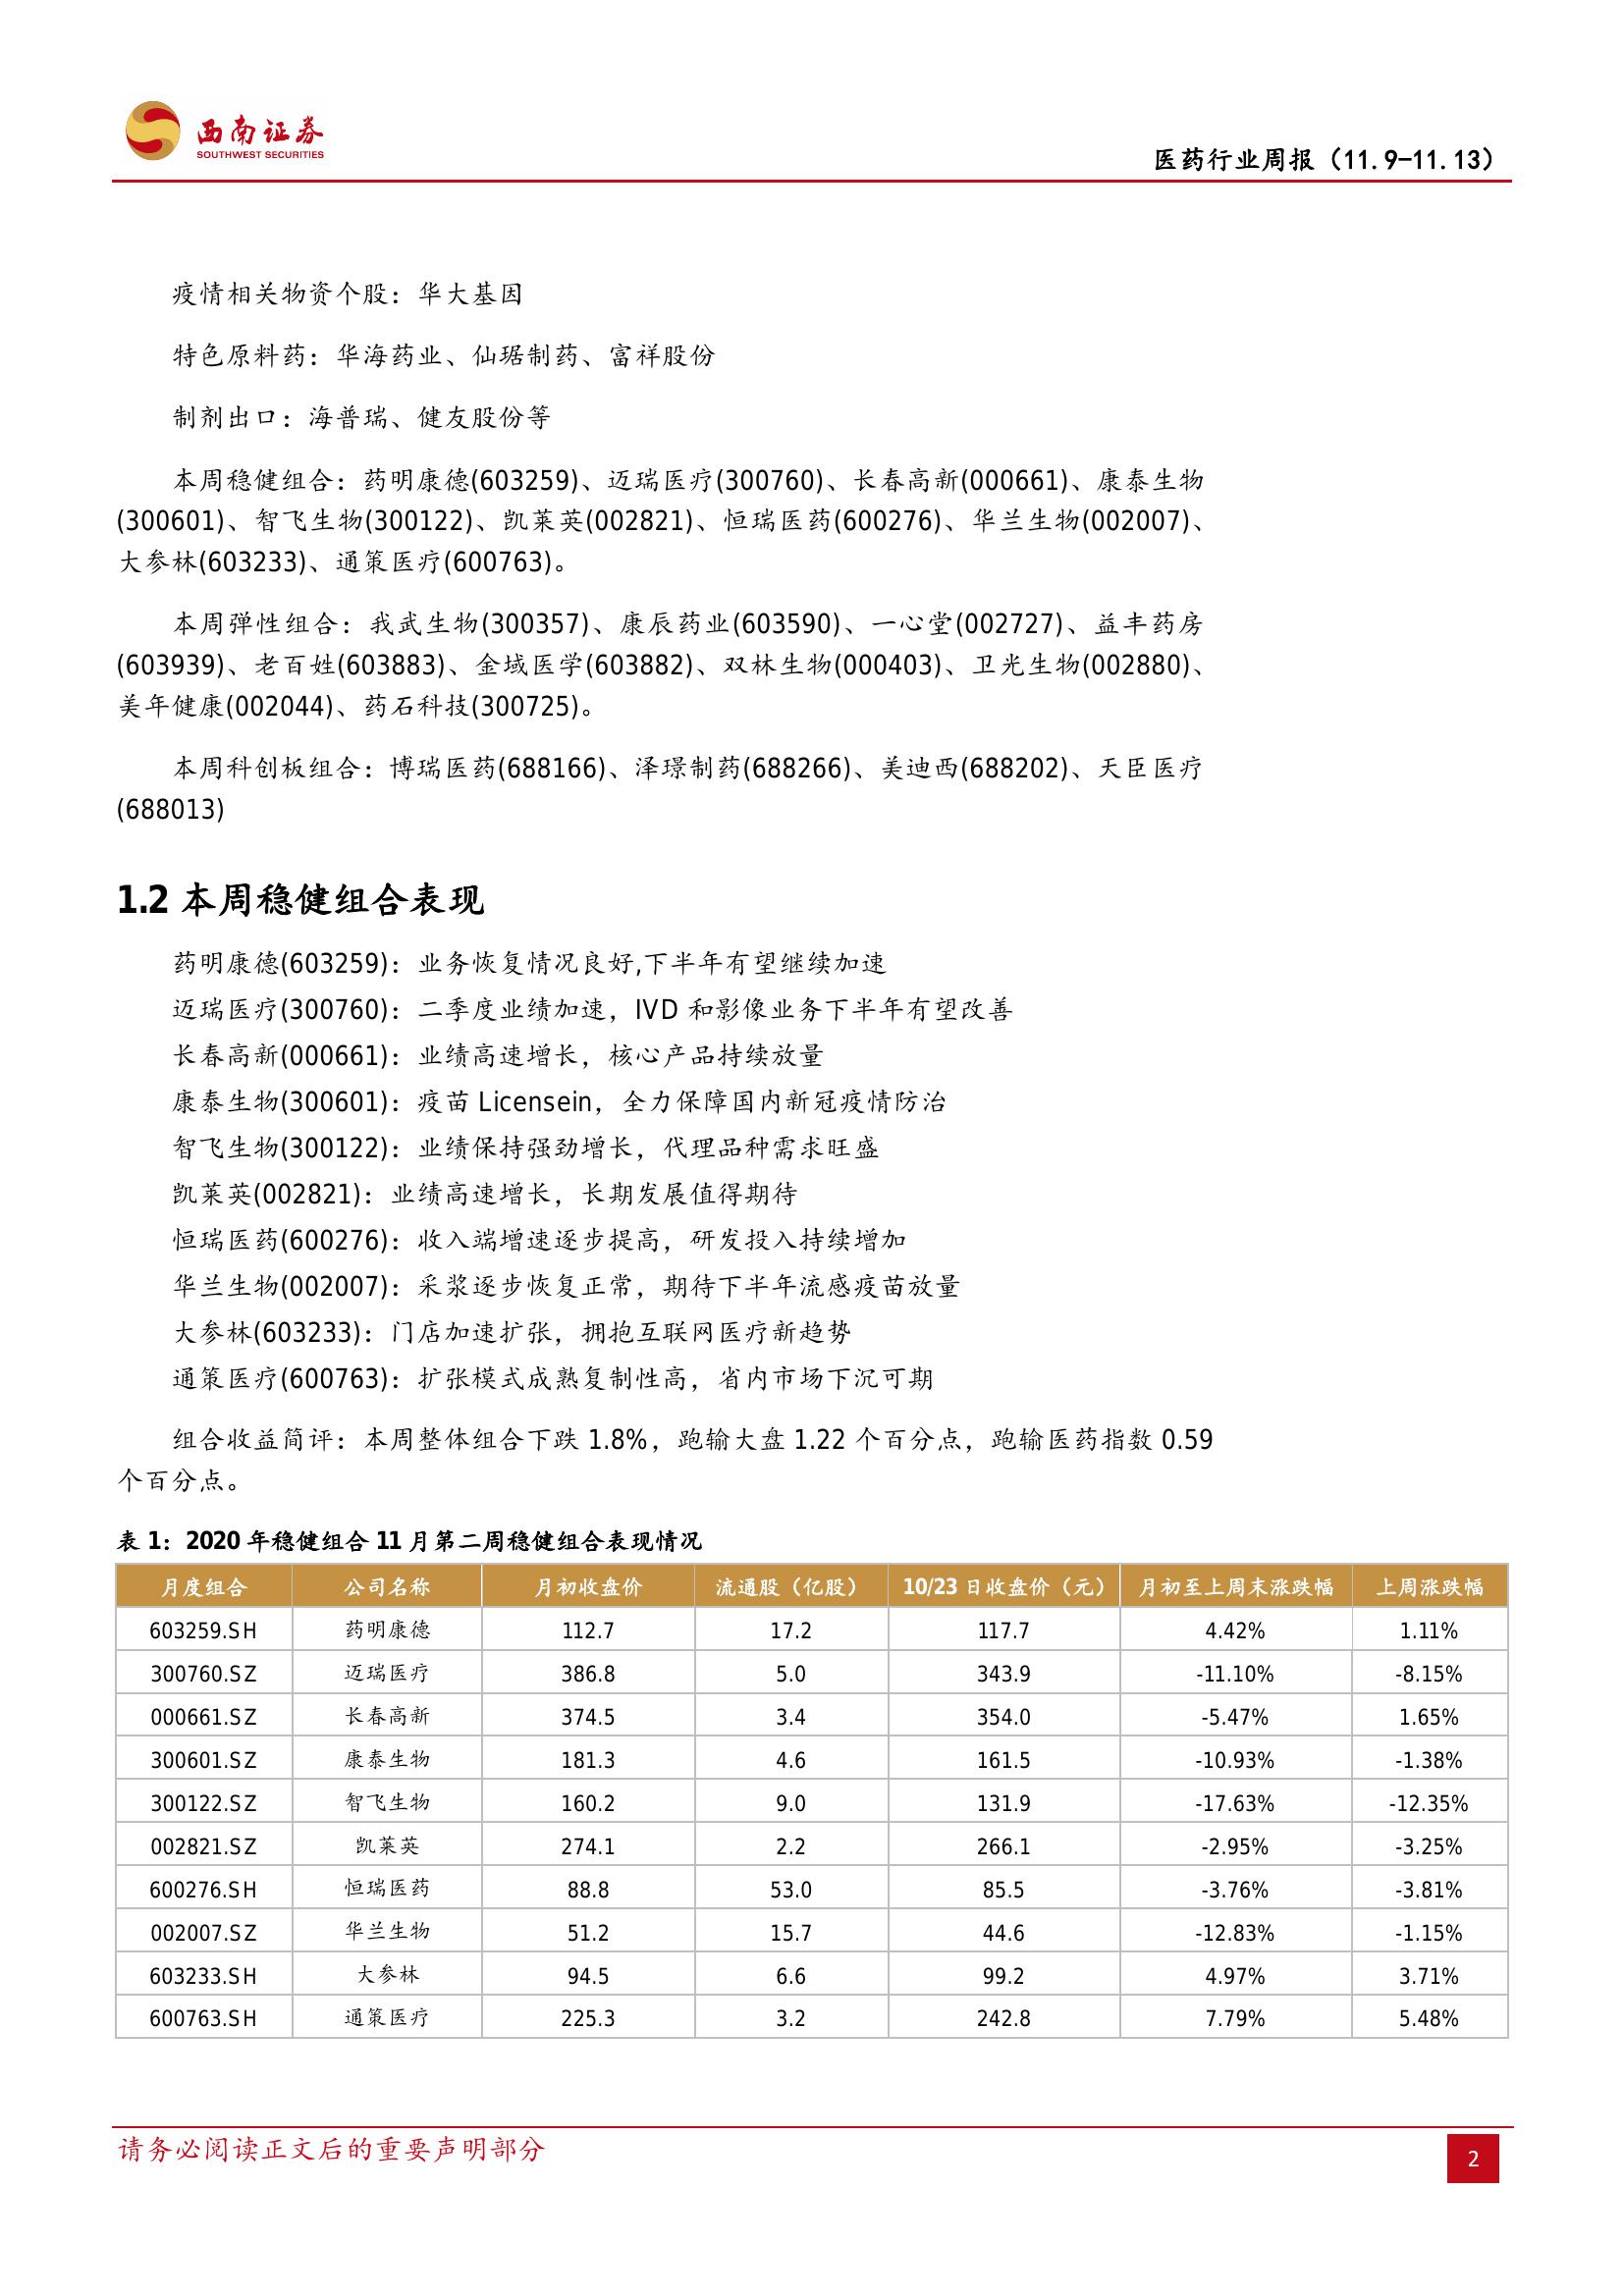 西南证券
SOUTHWEST SECURITIES
医药行业周报（11.9-11.13）
疫情相关物资个股：华大基因
特色原料药：华海药业、仙琚制药、富祥股份
制剂出口：海普瑞、健友股份等
本周稳健组合：药明康德(603259)、迈瑞医疗(300760)、长春高新(000661)、康泰生物
(300601)、智飞生物(300122)、凯莱英(002821)、恒瑞医药(600276)、华兰生物(002007)、
大参林(603233)、通策医疗(600763)。
本周弹性组合：我武生物(300357)、康辰药业(603590)、一心堂(002727)、益丰药房
(603939)、老百姓(603883)、金域医学(603882)、双林生物(000403)、卫光生物(002880)、
美年健康(002044)、药石科技(300725)。
本周科创板组合：博瑞医药(688166)、泽璟制药(688266)、美迪西(688202)、天臣医疗
(688013)
1.2 本周稳健组合表现
药明康德(603259)：业务恢复情况良好,下半年有望继续加速
迈瑞医疗(300760)：二季度业绩加速，IVD 和影像业务下半年有望改善
长春高新(000661)：业绩高速增长，核心产品持续放量
康泰生物(300601)：疫苗 Licensein，全力保障国内新冠疫情防治
智飞生物(300122)：业绩保持强劲增长，代理品种需求旺盛
凯莱英(002821)：业绩高速增长，长期发展值得期待
恒瑞医药(600276)：收入端增速逐步提高，研发投入持续增加
华兰生物(002007)：采浆逐步恢复正常，期待下半年流感疫苗放量
大参林(603233)：门店加速扩张，拥抱互联网医疗新趋势
通策医疗(600763)：扩张模式成熟复制性高，省内市场下沉可期
组合收益简评：本周整体组合下跌 1.8%，跑输大盘 1.22 个百分点，跑输医药指数 0.59
个百分点。
表 1：2020 年稳健组合 11 月第二周稳健组合表现情况
月度组合 公司名称 月初收盘价 流通股（亿股） 10/23 日收盘价（元） 月初至上周末涨跌幅 上周涨跌幅
603259.SH 药明康德 112.7 17.2 117.7 4.42% 1.11%
300760.SZ 迈瑞医疗 386.8 5.0 343.9 -11.10% -8.15%
000661.SZ 长春高新 374.5 3.4 354.0 -5.47% 1.65%
300601.SZ 康泰生物 181.3 4.6 161.5 -10.93% -1.38%
300122.SZ 智飞生物 160.2 9.0 131.9 -17.63% -12.35%
002821.SZ 凯莱英 274.1 2.2 266.1 -2.95% -3.25%
600276.SH 恒瑞医药 88.8 53.0 85.5 -3.76% -3.81%
002007.SZ 华兰生物 51.2 15.7 44.6 -12.83% -1.15%
603233.SH 大参林 94.5 6.6 99.2 4.97% 3.71%
600763.SH 通策医疗 225.3 3.2 242.8 7.79% 5.48%
请务必阅读正文后的重要声明部分
2